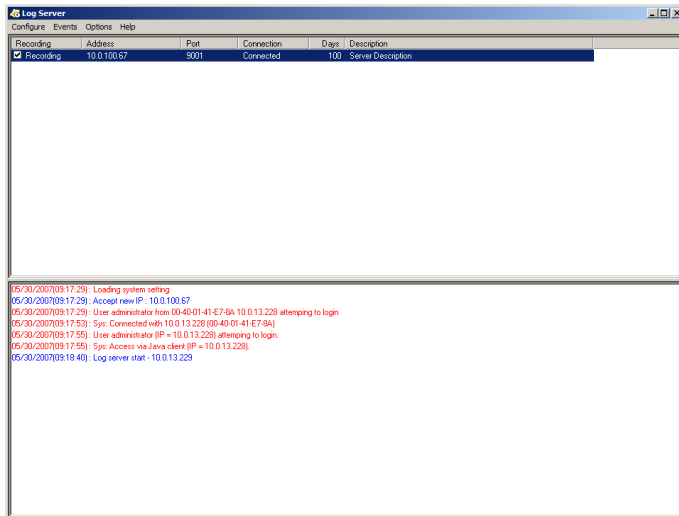 Log Server
Configure Events Options Help
Recording Address Port Connection Days Description
Recording 10.0.100.67 9001 Connected 100 Server Description
05/30/2007(09:17:29) : Loading system setting
05/30/2007(09:17:29) : Accept new IP : 10.0.100.67
05/30/2007(09:17:29) : User administrator from 00-40-01-41-E7-8A 10.0.13.228 attemping to login
05/30/2007(09:17:53) : Sys: Connected with 10.0.13.228 (00-40-01-41-E7-8A)
05/30/2007(09:17:55) : User administrator (IP = 10.0.13.228) attemping to login.
05/30/2007(09:17:55) : Sys: Access via Java client (IP = 10.0.13.228).
05/30/2007(09:18:40) : Log server start - 10.0.13.229